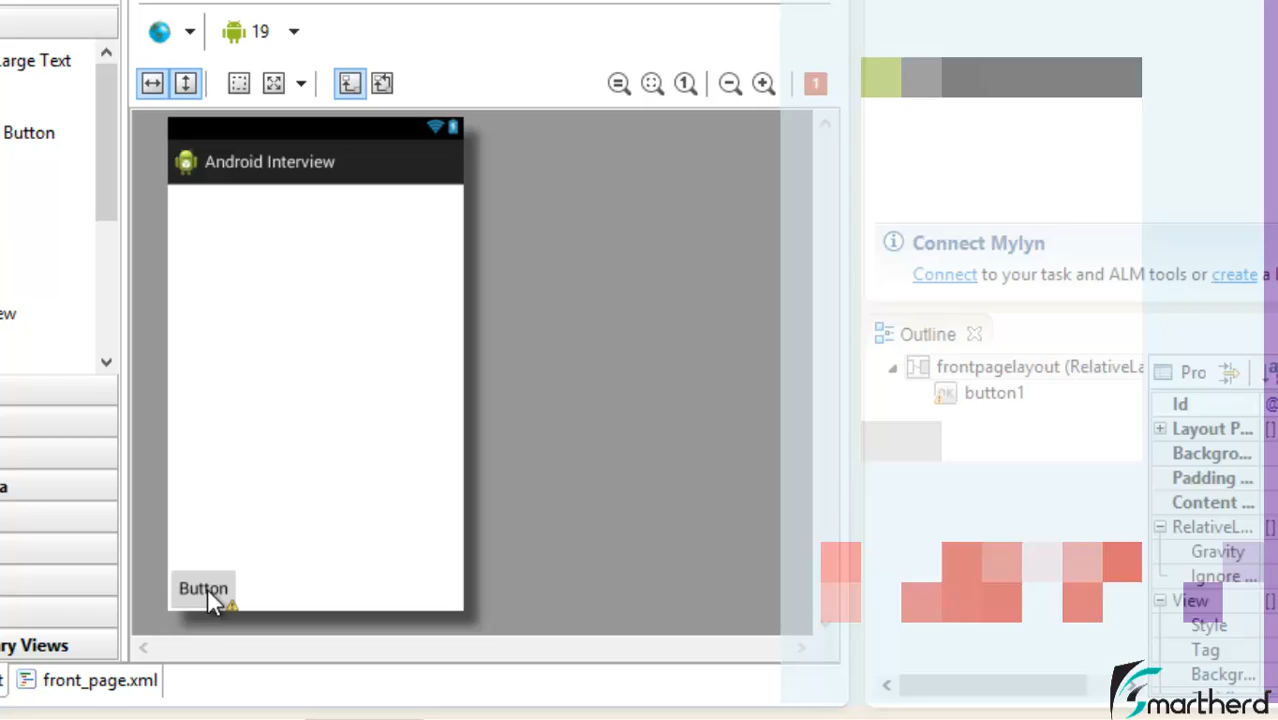 19
arge Text
Button
ew
a
ry Views
1
Android Interview
Button
t
front_page.xml
Connect Mylyn
Connect to your task and ALM tools or create a l
Outline
frontpagelayout (RelativeLa
button1
Pro
Id
Layout P...
Backgro...
Padding ...
Content ...
RelativeL...
Gravity
Ignore ...
View
Style
Tag
Backgr...
Smartherd